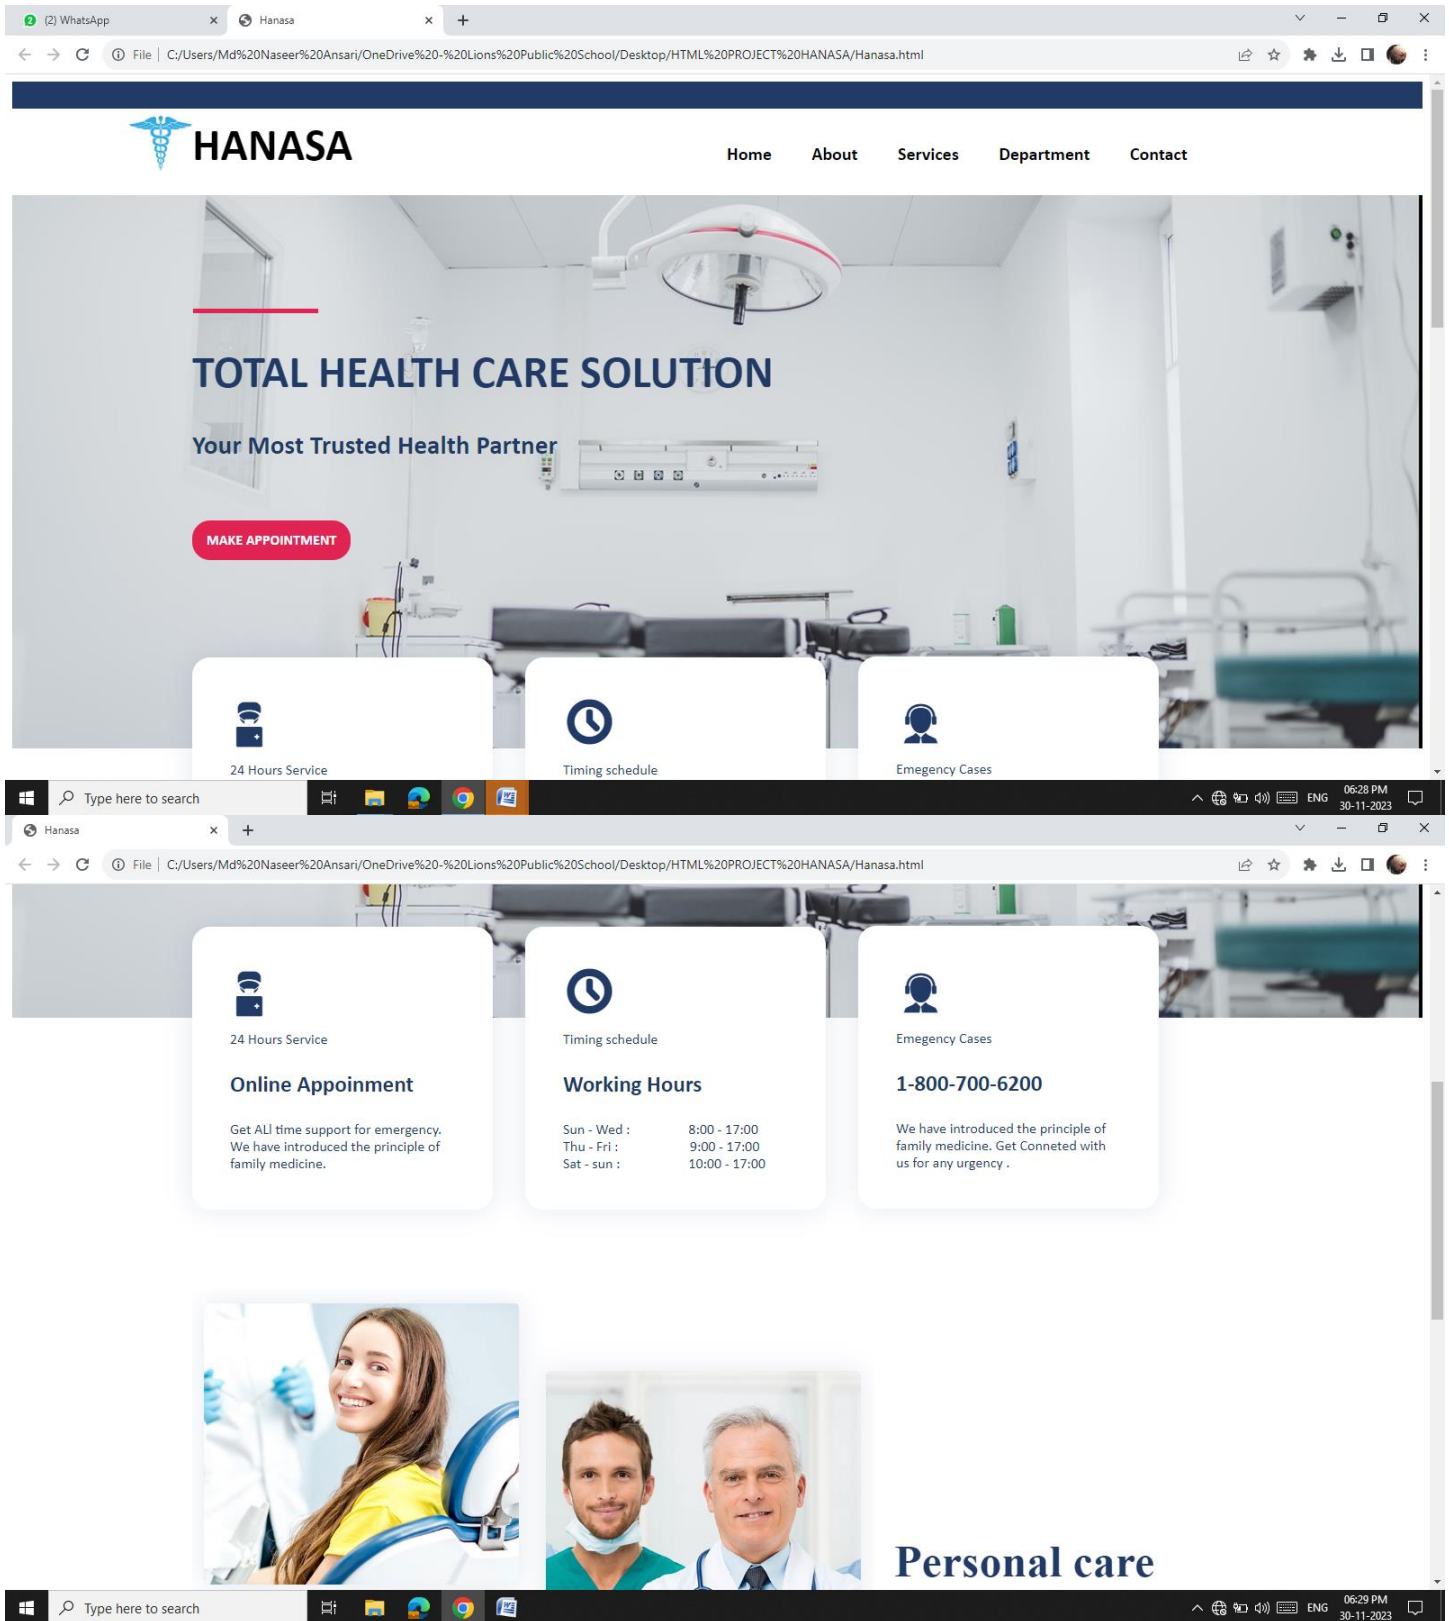 (2) WhatsApp
Hanasa
File C:/Users/Md%20Naseer%20Ansari/OneDrive%20-%20Lions%20Public%20School/Desktop/HTML%20PROJECT%20HANASA/Hanasa.html
HANASA
Home About Services Department Contact
TOTAL HEALTH CARE SOLUTION
Your Most Trusted Health Partner
MAKE APPOINTMENT
24 Hours Service
Timing schedule
Emegency Cases
Type here to search
ENG
06:28 PM
30-11-2023
Hanasa
File C:/Users/Md%20Naseer%20Ansari/OneDrive%20-%20Lions%20Public%20School/Desktop/HTML%20PROJECT%20HANASA/Hanasa.html
24 Hours Service
Online Appoinment
Get ALl time support for emergency.
We have introduced the principle of
family medicine.
Timing schedule
Working Hours
Sun - Wed : 8:00 - 17:00
Thu - Fri : 9:00 - 17:00
Sat - sun : 10:00 - 17:00
Emegency Cases
1-800-700-6200
We have introduced the principle of
family medicine. Get Conneted with
us for any urgency .
Personal care
Type here to search
ENG
06:29 PM
30-11-2023